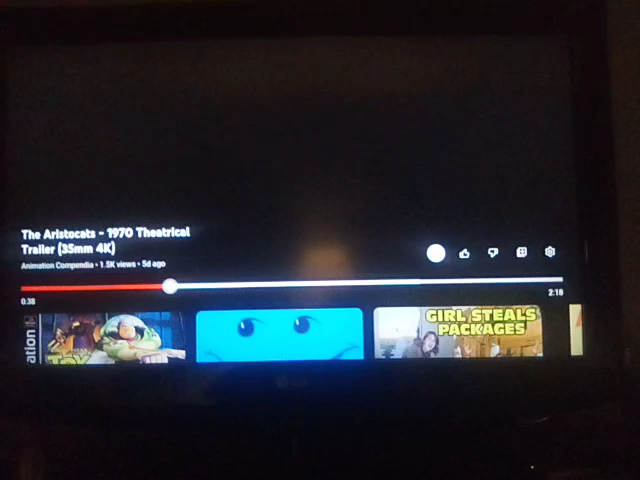 The Aristocats - 1970 Theatrical
Trailer (35mm 4K)
Animation Compendia • 1.5K views • 5d ago
0:38
2:18
ation
TOY
GIRL STEALS
PACKAGES